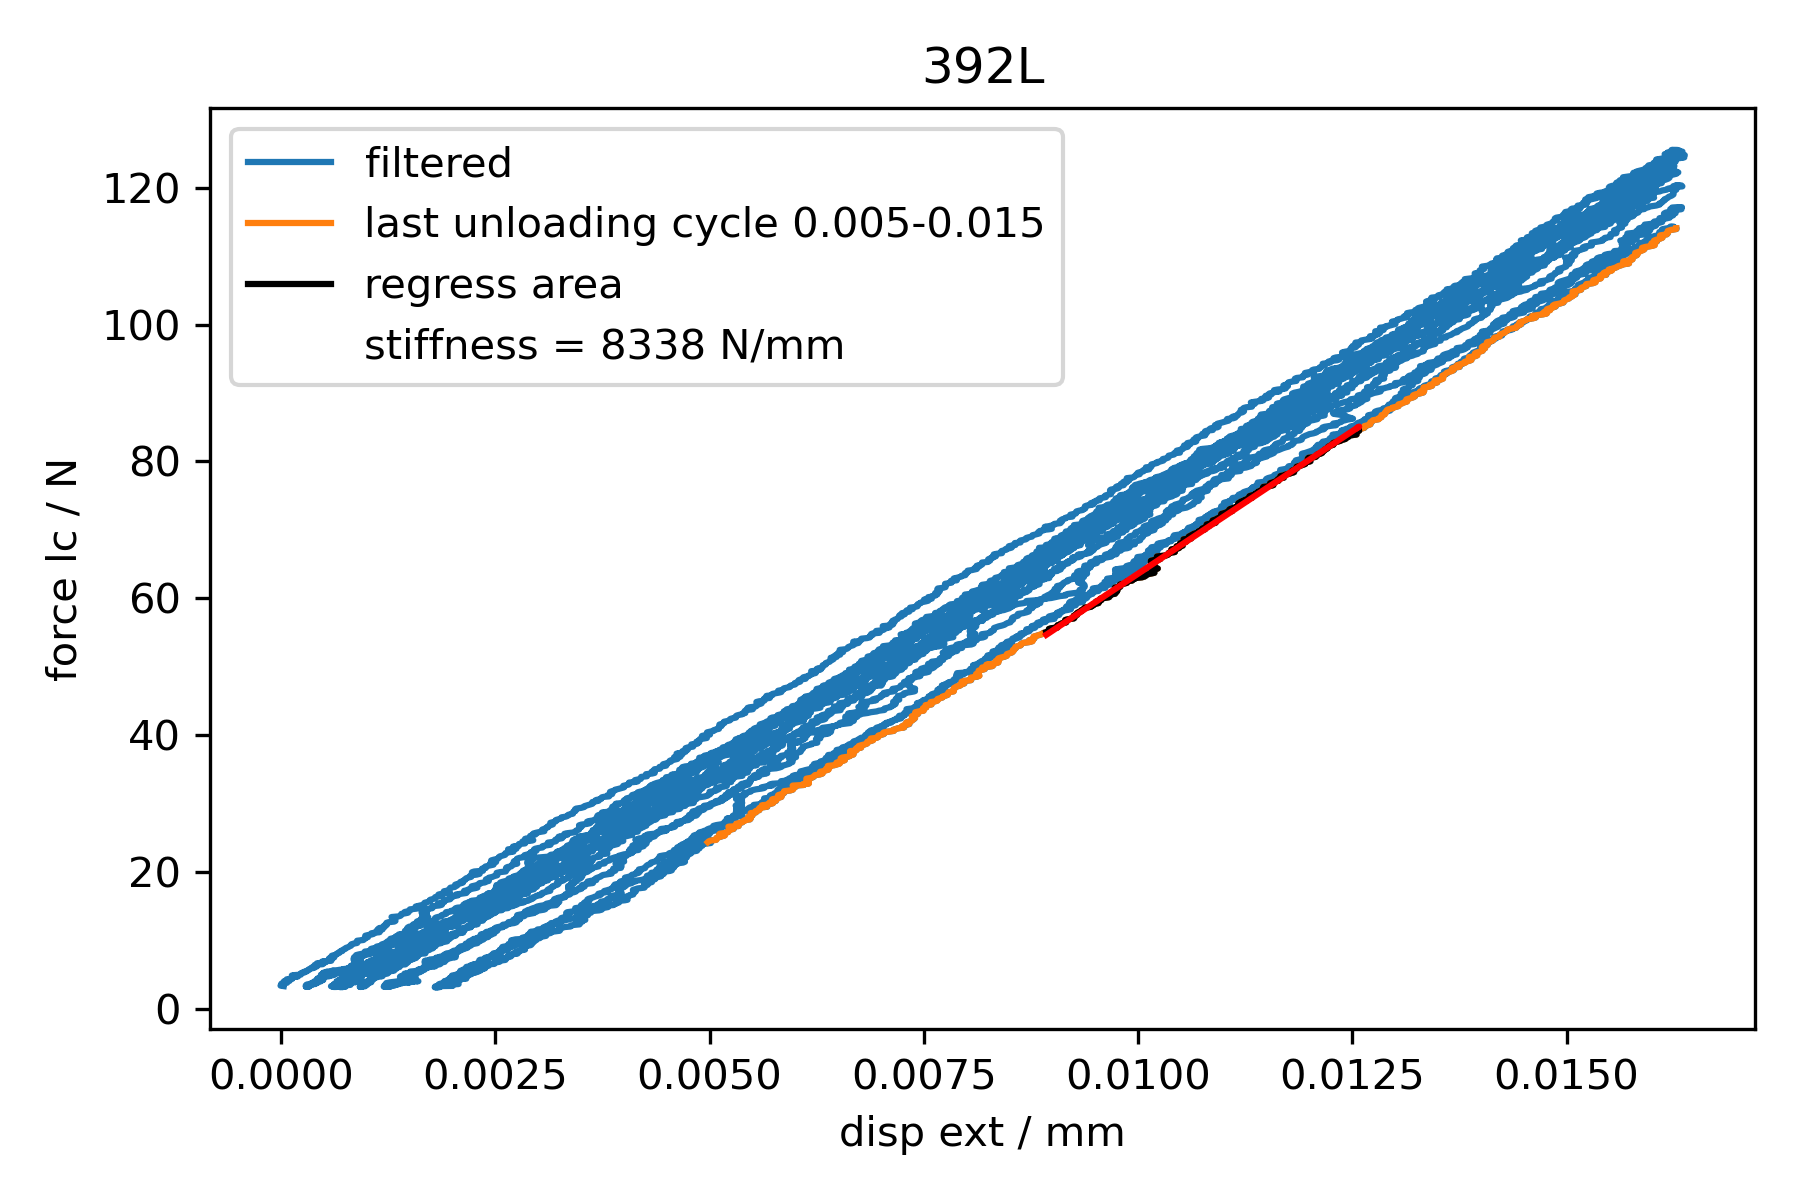 392L
filtered
last unloading cycle 0.005-0.015
regress area
stiffness = 8338 N/mm
force lc / N
120
100
80
60
40
20
0
0.0000 0.0025 0.0050 0.0075 0.0100 0.0125 0.0150
disp ext / mm